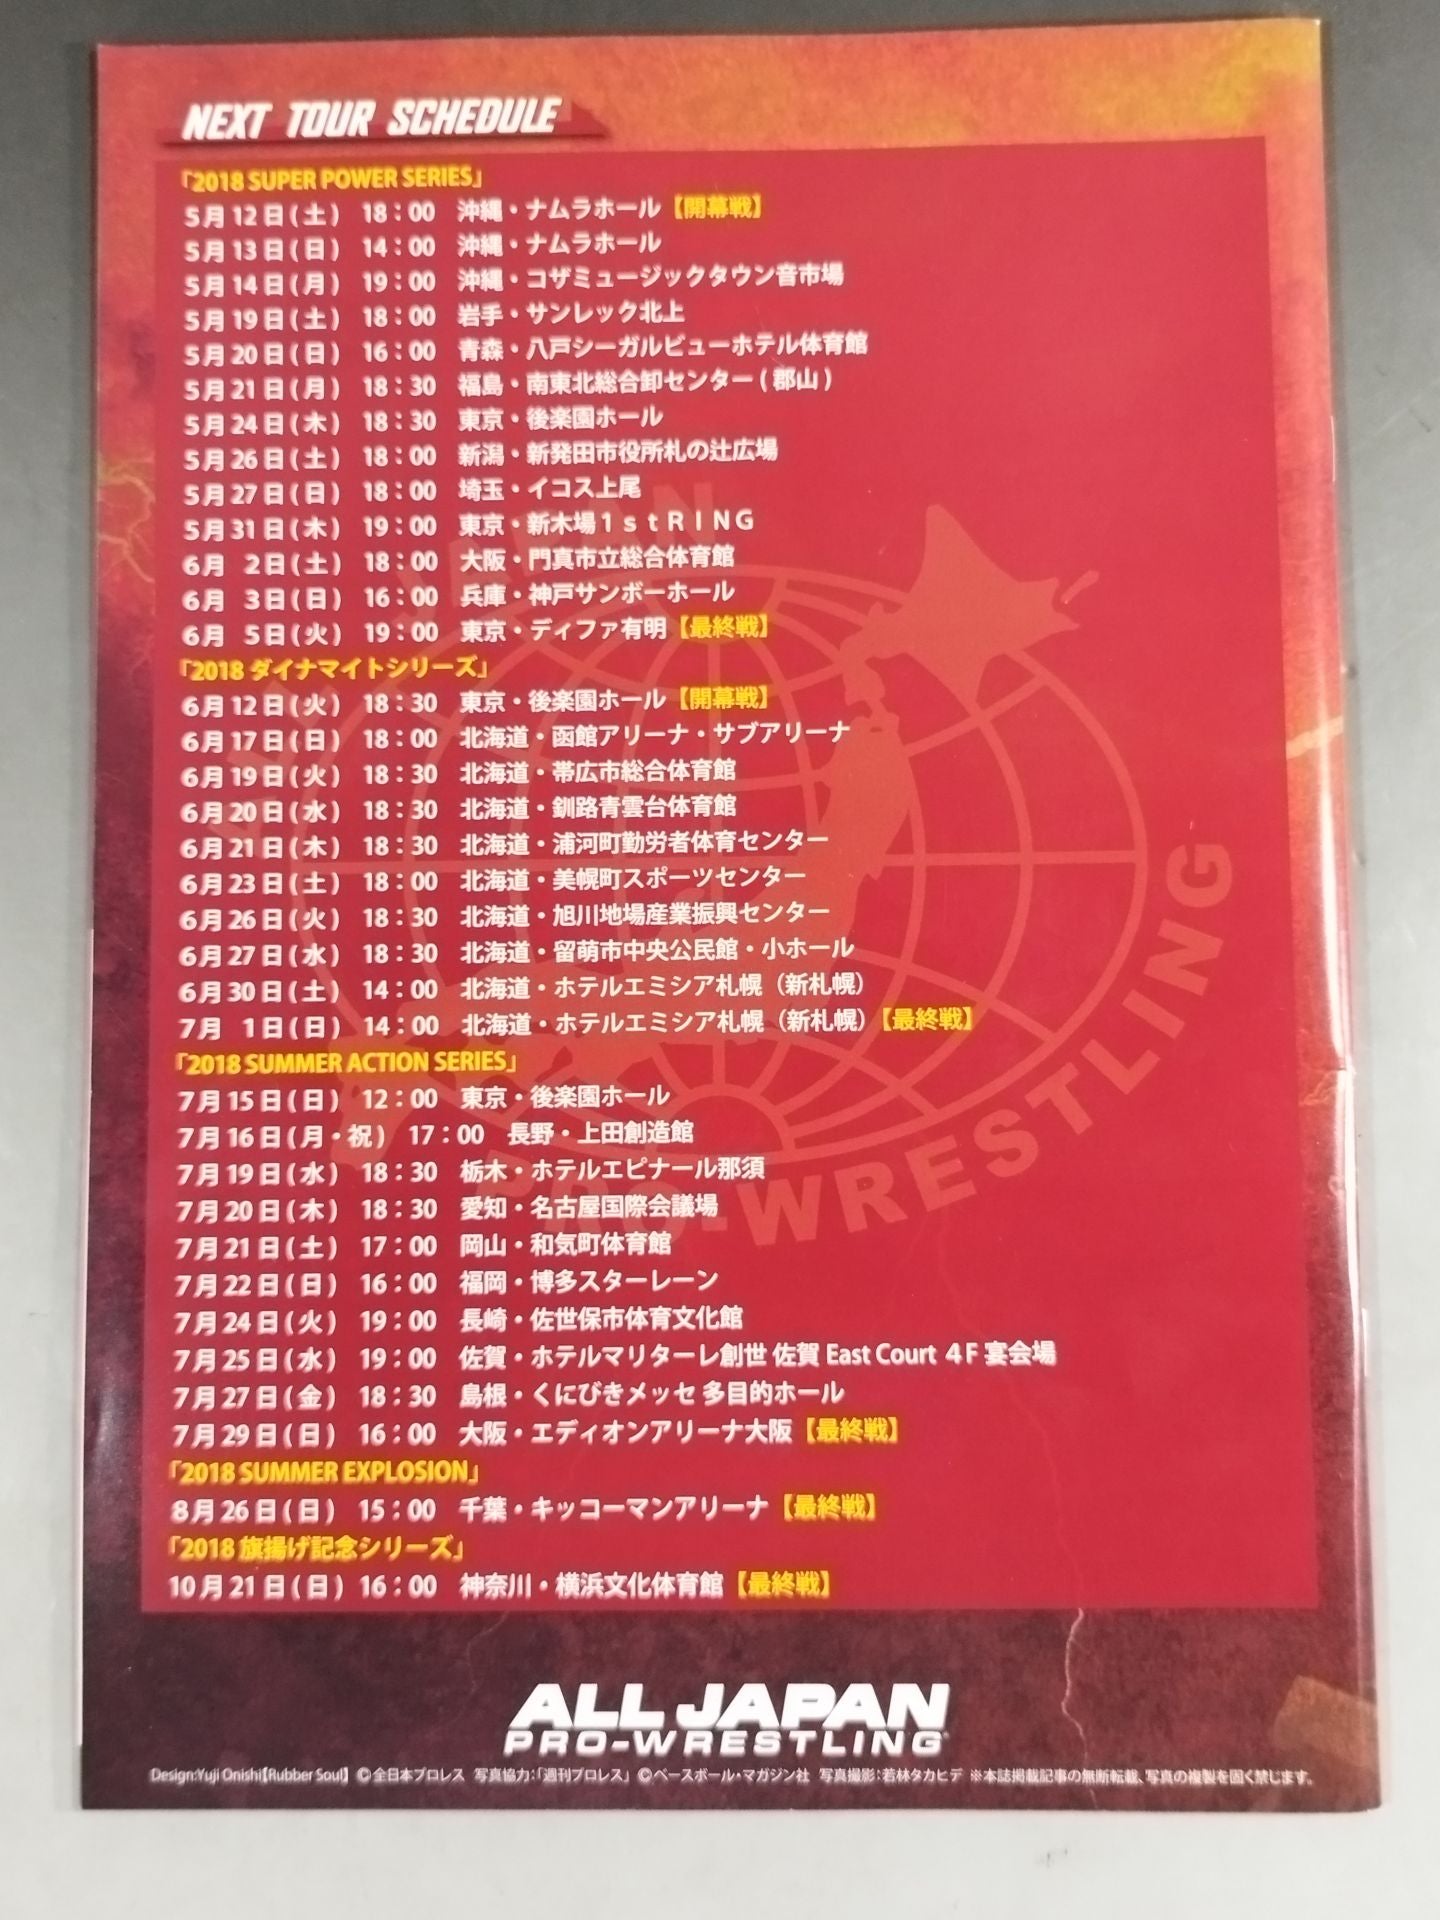 NEXT TOUR SCHEDULE
「2018 SUPER POWER SERIES」
5月12日(土) 18：00 沖縄・ナムラホール【開幕戦】
5月13日(日) 14：00 沖縄・ナムラホール
5月14日(月) 19：00 沖縄・コザミュージックタウン音市場
5月19日(土) 18：00 岩手・サンレック北上
5月20日(日) 16：00 青森・八戸シーガルビューホテル体育館
5月21日(月) 18：30 福島・南東北総合卸センター(郡山)
5月24日(木) 18：30 東京・後楽園ホール
5月26日(土) 18：00 新潟・新発田市役所札の辻広場
5月27日(日) 18：00 埼玉・イコス上尾
5月31日(木) 19：00 東京・新木場1stRING
6月 2日(土) 18：00 大阪・門真市立総合体育館
6月 3日(日) 16：00 兵庫・神戸サンボーホール
6月 5日(火) 19：00 東京・ディファ有明【最終戦】
「2018 ダイナマイトシリーズ」
6月12日(火) 18：30 東京・後楽園ホール【開幕戦】
6月17日(日) 18：00 北海道・函館アリーナ・サブアリーナ
6月19日(火) 18：30 北海道・帯広市総合体育館
6月20日(水) 18：30 北海道・釧路青雲台体育館
6月21日(木) 18：30 北海道・浦河町勤労者体育センター
6月23日(土) 18：00 北海道・美幌町スポーツセンター
6月26日(火) 18：30 北海道・旭川地場産業振興センター
6月27日(水) 18：30 北海道・留萌市中央公民館・小ホール
6月30日(土) 14：00 北海道・ホテルエミシア札幌（新札幌）
7月 1日(日) 14：00 北海道・ホテルエミシア札幌（新札幌）【最終戦】
「2018 SUMMER ACTION SERIES」
7月15日(日) 12：00 東京・後楽園ホール
7月16日(月・祝) 17：00 長野・上田創造館
7月19日(水) 18：30 栃木・ホテルエピナール那須
7月20日(木) 18：30 愛知・名古屋国際会議場
7月21日(土) 17：00 岡山・和気町体育館
7月22日(日) 16：00 福岡・博多スターレーン
7月24日(火) 19：00 長崎・佐世保市体育文化館
7月25日(水) 19：00 佐賀・ホテルマリターレ創世 佐賀 East Court 4F 宴会場
7月27日(金) 18：30 島根・くにびきメッセ 多目的ホール
7月29日(日) 16：00 大阪・エディオンアリーナ大阪【最終戦】
「2018 SUMMER EXPLOSION」
8月26日(日) 15：00 千葉・キッコーマンアリーナ【最終戦】
「2018 旗揚げ記念シリーズ」
10月21日(日) 16：00 神奈川・横浜文化体育館【最終戦】
ALL JAPAN PRO-WRESTLING
ALL JAPAN
PRO-WRESTLING
Design:Yuji Onishi【Rubber Soul】 ©全日本プロレス 写真協力：「週刊プロレス」 ©ベースボール・マガジン社 写真撮影：若林タカヒデ ※本誌掲載記事の無断転載、写真の複製を固く禁じます。